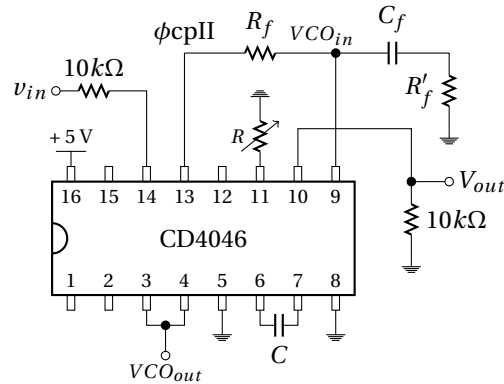 ϕcpII
R_f
VCO_in
C_f
10kΩ
v_in
R'_f
R
+5V
V_out
16 15 14 13 12 11 10 9
10kΩ
CD4046
1 2 3 4 5 6 7 8
VCO_out
C